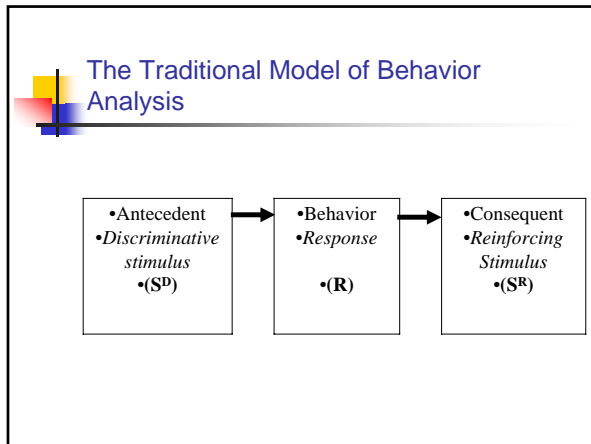 The Traditional Model of Behavior
Analysis
•Antecedent
•Discriminative
stimulus
•(Sᴰ)
•Behavior
•Response
•(R)
•Consequent
•Reinforcing
Stimulus
•(Sᴿ)